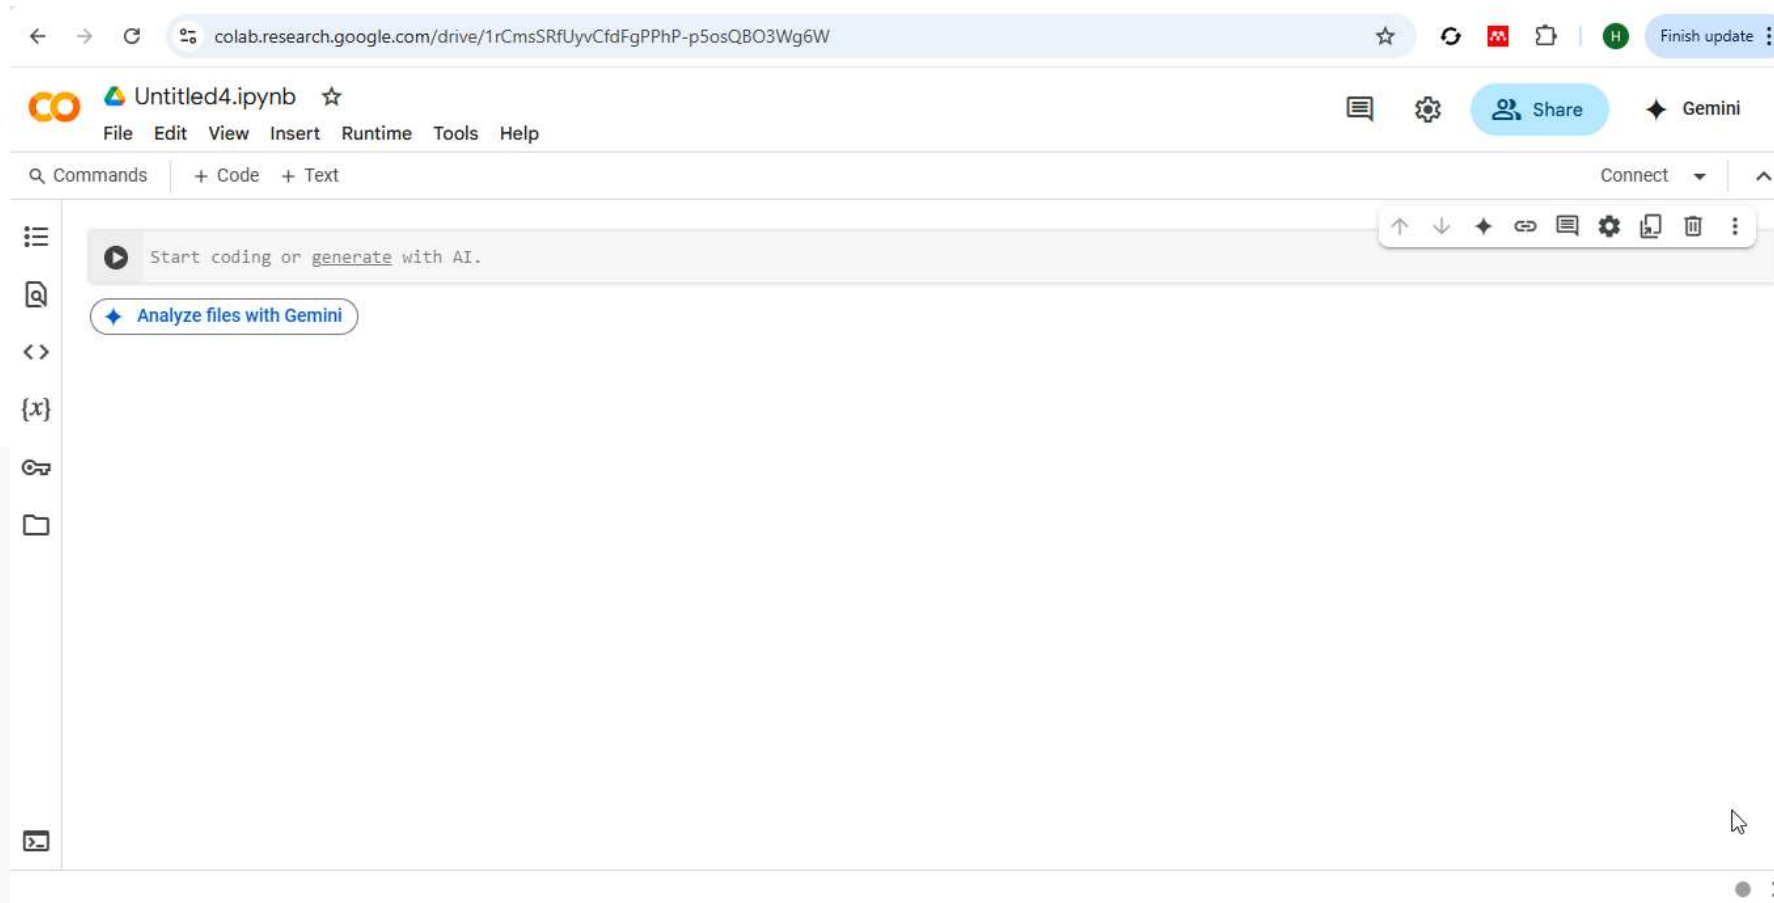 colab.research.google.com/drive/1rCmsSRfUyvCfdFgPPhP-p5osQBO3Wg6W
H
Finish update
CO
Untitled4.ipynb
Share
Gemini
File Edit View Insert Runtime Tools Help
Commands + Code + Text
Connect
Start coding or generate with AI.
Analyze files with Gemini
{x}